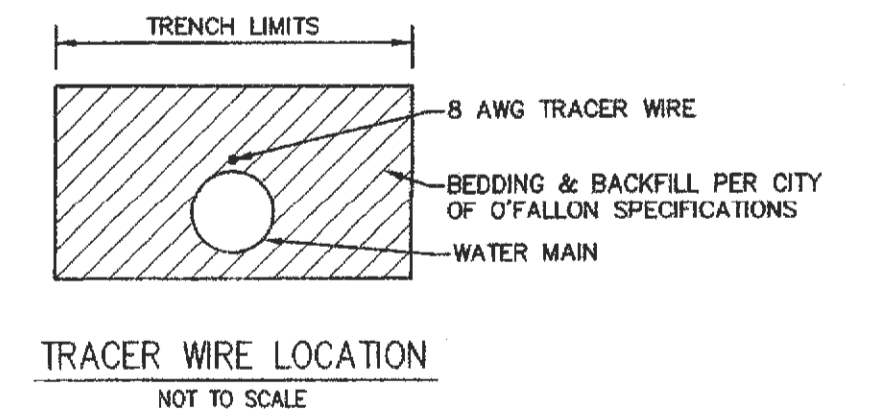 TRENCH LIMITS
8 AWG TRACER WIRE
BEDDING & BACKFILL PER CITY
OF O'FALLON SPECIFICATIONS
WATER MAIN
TRACER WIRE LOCATION
NOT TO SCALE